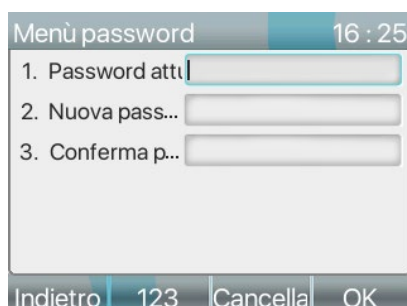 Menù password 16 : 25
1. Password attu
2. Nuova pass...
3. Conferma p...
Indietro 123 Cancella OK